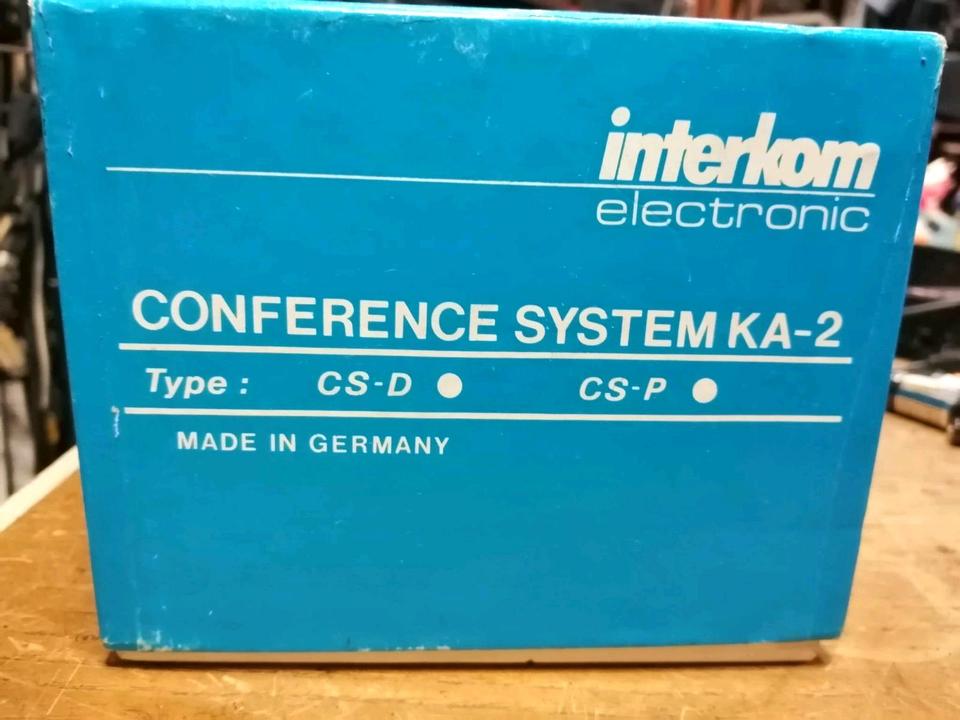 interkom
electronic
CONFERENCE SYSTEM KA-2
Type : CS-D CS-P
MADE IN GERMANY